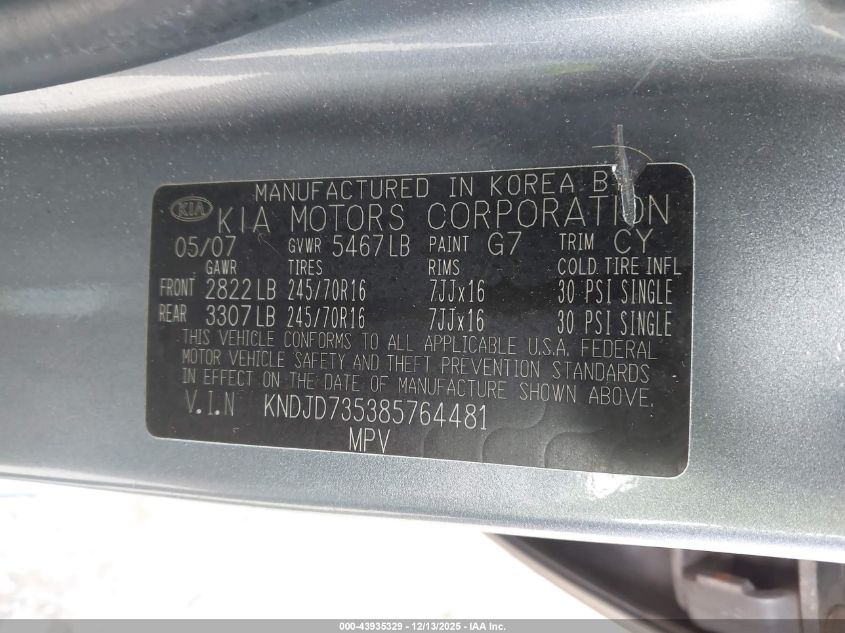 MANUFACTURED IN KOREA BY
KIA KIA MOTORS CORPORATION
05/07 GVWR 5467LB PAINT G7 TRIM CY
GAWR TIRES RIMS COLD TIRE INFL
FRONT 2822LB 245/70R16 7JJx16 30 PSI SINGLE
REAR 3307LB 245/70R16 7JJx16 30 PSI SINGLE
THIS VEHICLE CONFORMS TO ALL APPLICABLE U.S.A. FEDERAL
MOTOR VEHICLE SAFETY AND THEFT PREVENTION STANDARDS
IN EFFECT ON THE DATE OF MANUFACTURE SHOWN ABOVE.
V.I.N KNDJD735385764481
MPV
000-43935329 - 12/13/2025 - IAA Inc.